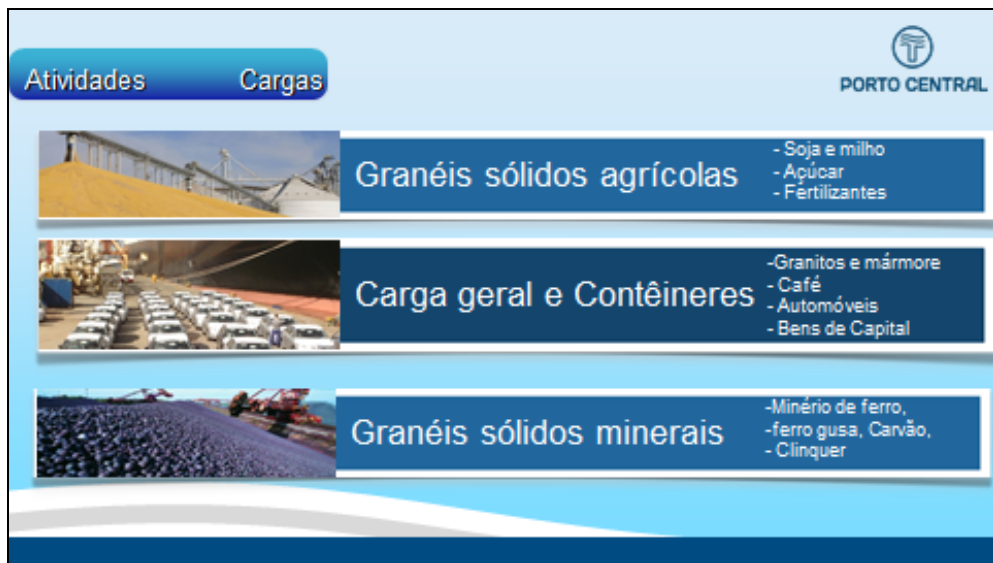 Atividades Cargas
PORTO CENTRAL
Granéis sólidos agrícolas
- Soja e milho
- Açúcar
- Fertilizantes
Carga geral e Contêineres
-Granitos e mármore
- Café
- Automóveis
- Bens de Capital
Granéis sólidos minerais
-Minério de ferro,
-ferro gusa, Carvão,
- Clinquer